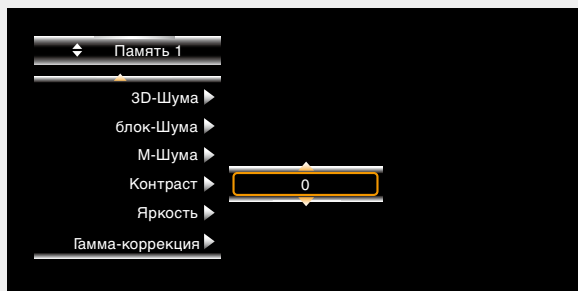 Память 1
3D-Шума
блок-Шума
М-Шума
Контраст
0
Яркость
Гамма-коррекция